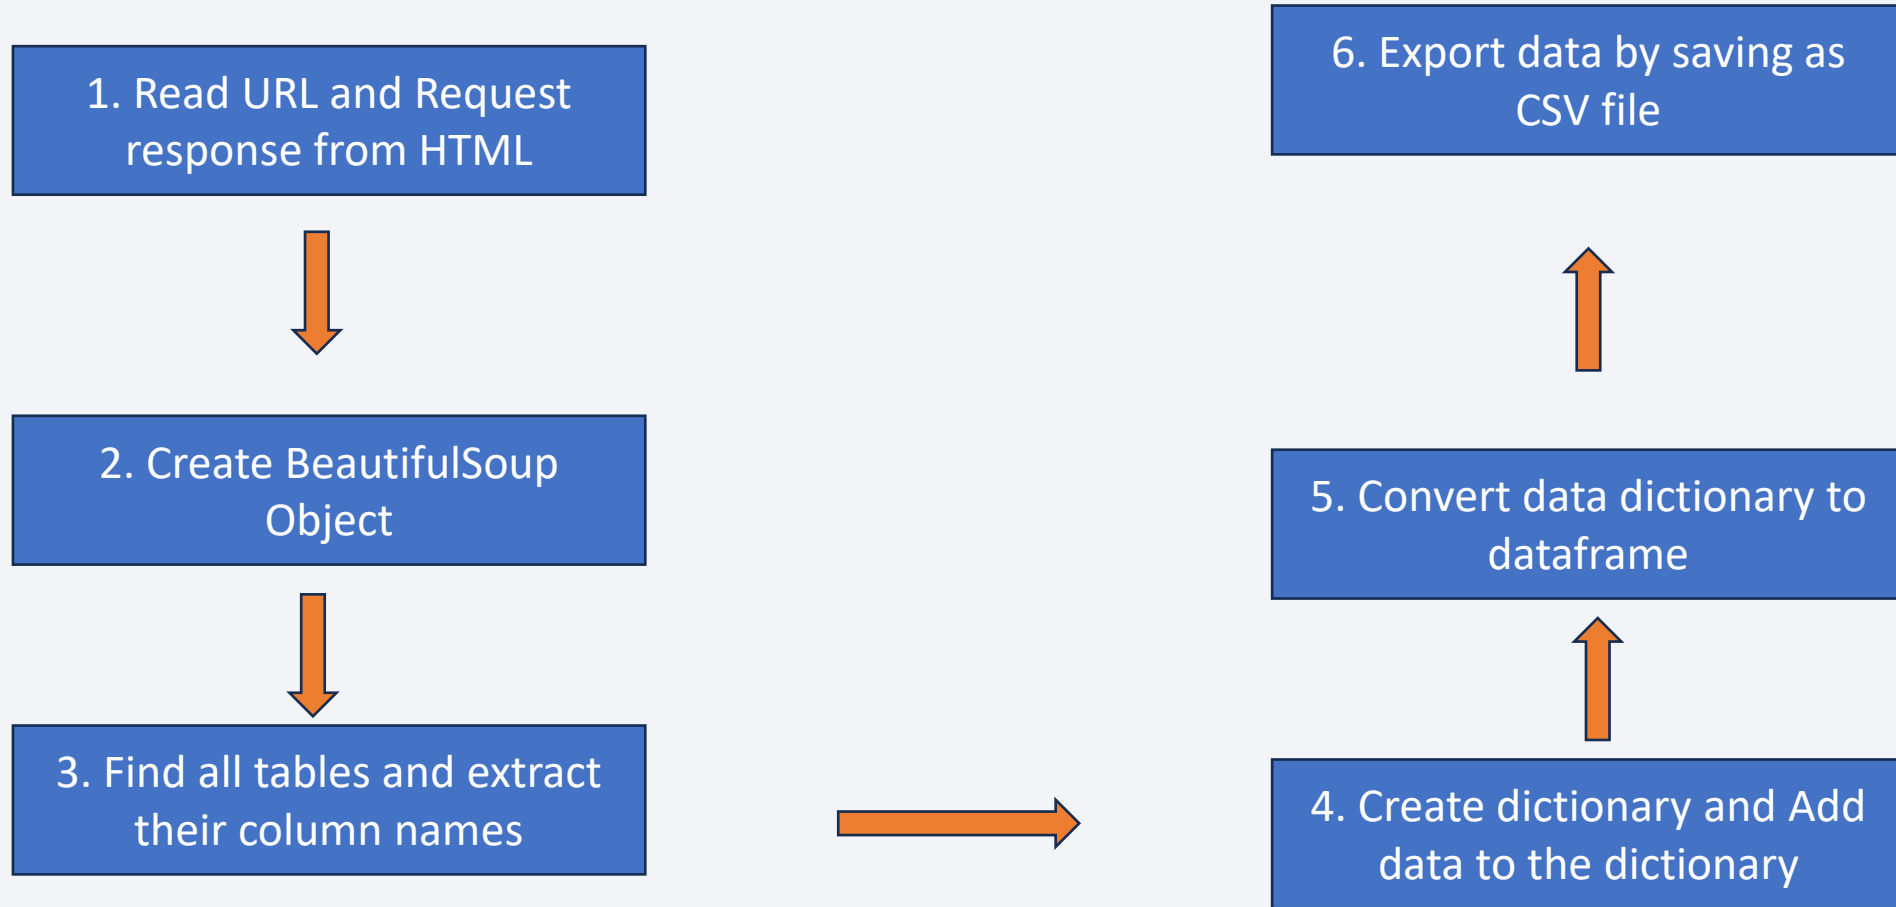 1. Read URL and Request
response from HTML
2. Create BeautifulSoup
Object
3. Find all tables and extract
their column names
4. Create dictionary and Add
data to the dictionary
5. Convert data dictionary to
dataframe
6. Export data by saving as
CSV file